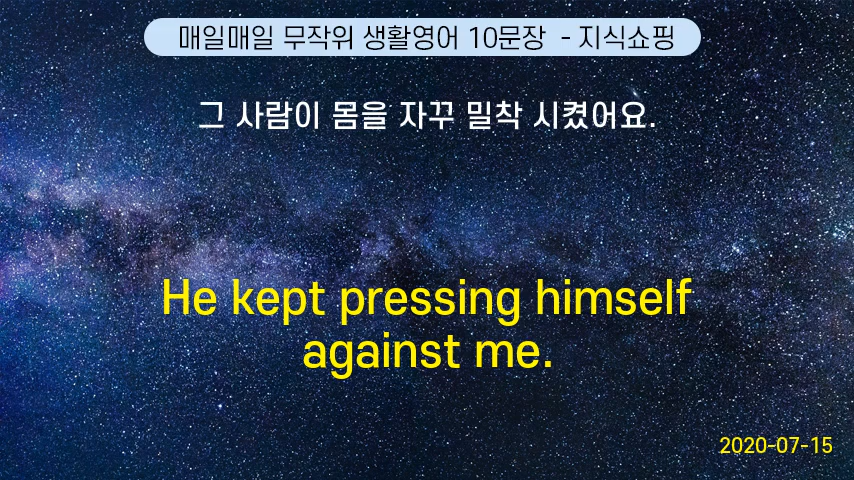 매일매일 무작위 생활영어 10문장 - 지식쇼핑
그 사람이 몸을 자꾸 밀착 시켰어요.
He kept pressing himself
against me.
2020-07-15